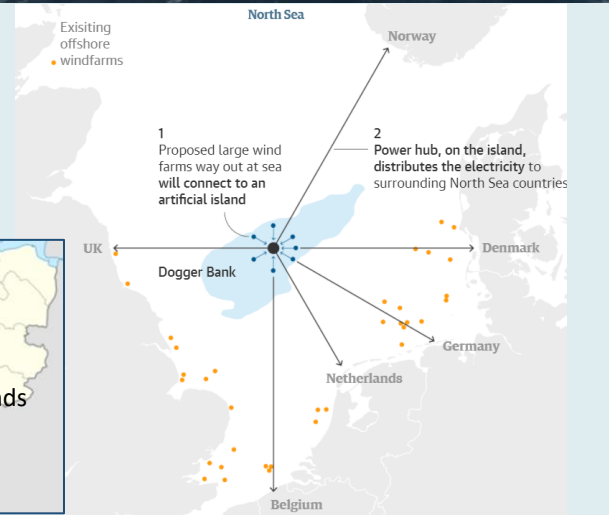 North Sea
Exisiting
offshore
windfarms
Norway
1
Proposed large wind
farms way out at sea
will connect to an
artificial island
2
Power hub, on the island,
distributes the electricity to
surrounding North Sea countries
UK
Denmark
Dogger Bank
Germany
Netherlands
Belgium